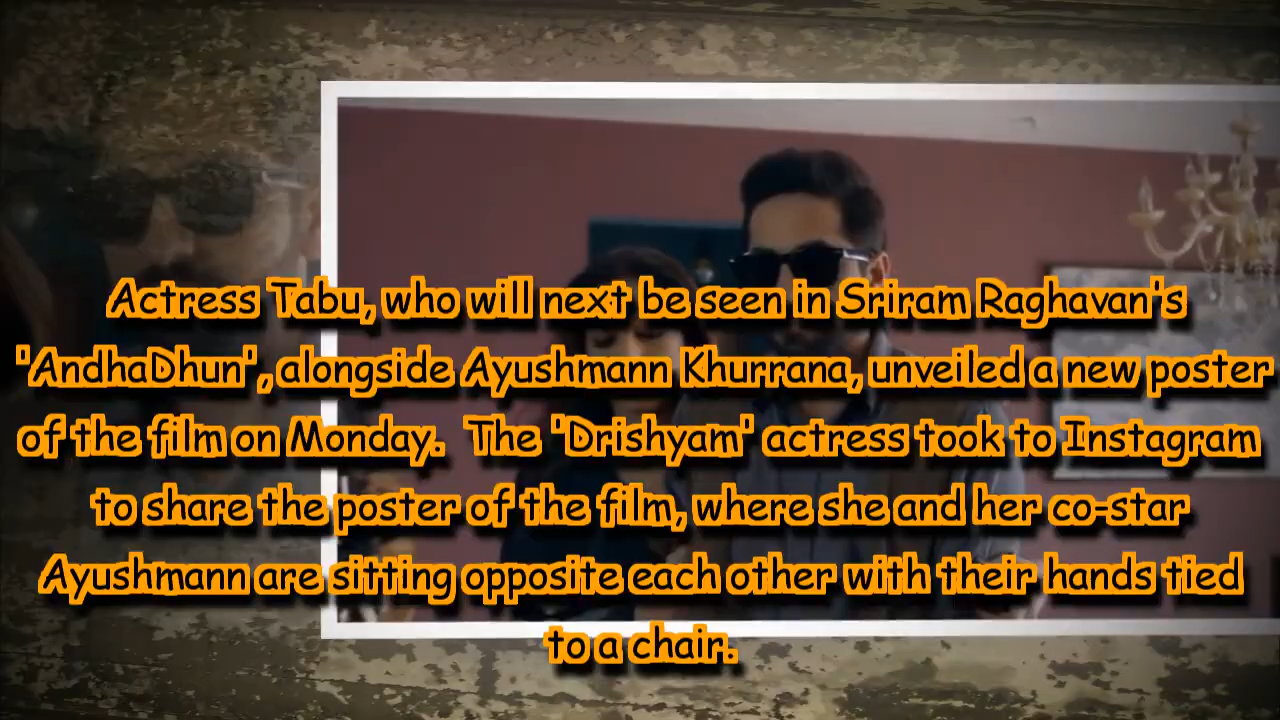 Actress Tabu, who will next be seen in Sriram Raghavan's
'AndhaDhun', alongside Ayushmann Khurrana, unveiled a new poster
of the film on Monday.  The 'Drishyam' actress took to Instagram
to share the poster of the film, where she and her co-star
Ayushmann are sitting opposite each other with their hands tied
to a chair.